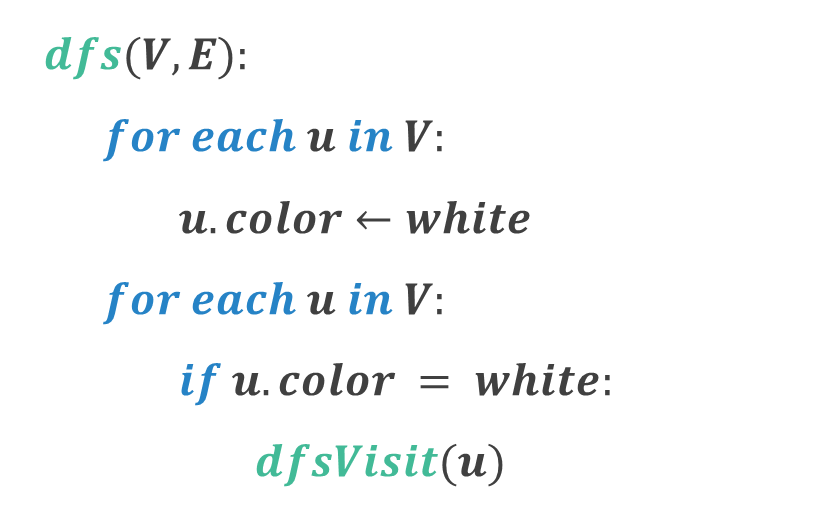 dfs(V,E):
for each u in V:
u.color ← white
for each u in V:
if u.color = white:
dfsVisit(u)